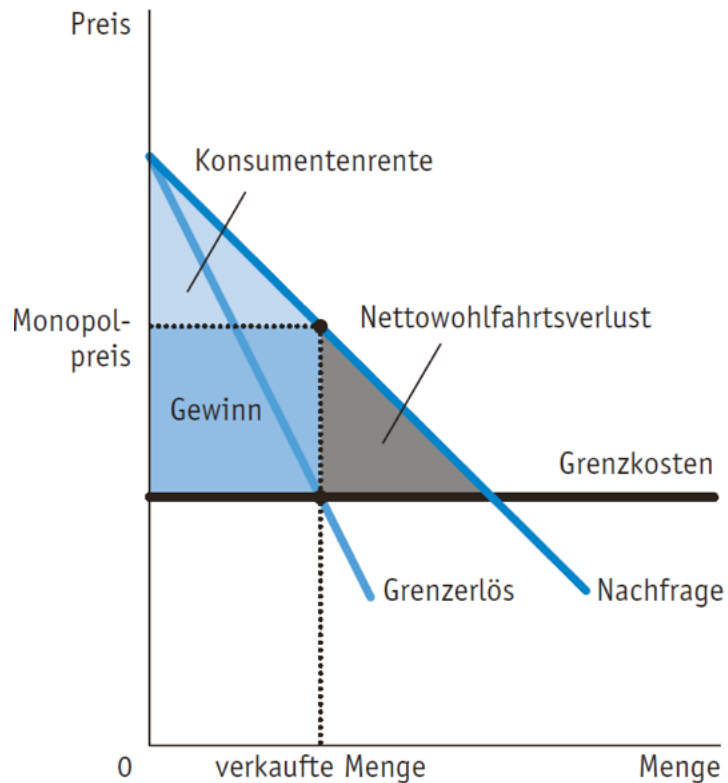 Preis
Konsumentenrente
Nettowohlfahrtsverlust
Monopol-
preis
Gewinn
Grenzkosten
Grenzerlös
Nachfrage
0
verkaufte Menge
Menge